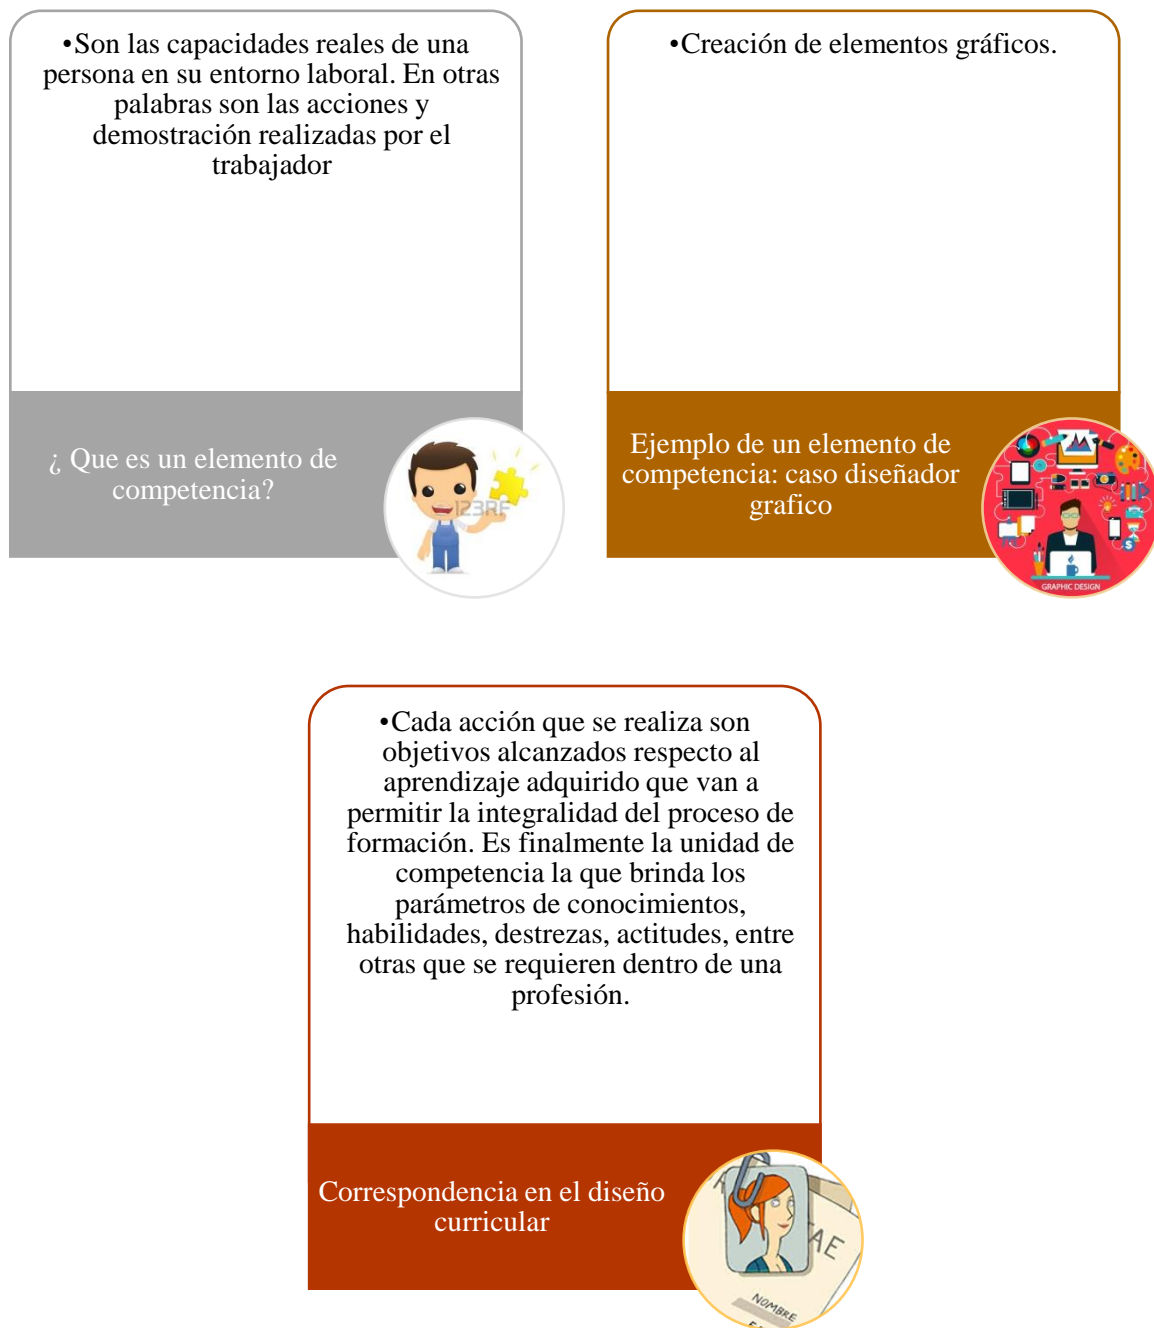 •Son las capacidades reales de una
persona en su entorno laboral. En otras
palabras son las acciones y
demostración realizadas por el
trabajador
¿ Que es un elemento de
competencia?
123RF
•Creación de elementos gráficos.
Ejemplo de un elemento de
competencia: caso diseñador
grafico
GRAPHIC DESIGN
•Cada acción que se realiza son
objetivos alcanzados respecto al
aprendizaje adquirido que van a
permitir la integralidad del proceso de
formación. Es finalmente la unidad de
competencia la que brinda los
parámetros de conocimientos,
habilidades, destrezas, actitudes, entre
otras que se requieren dentro de una
profesión.
Correspondencia en el diseño
curricular
AE
NOMBRE